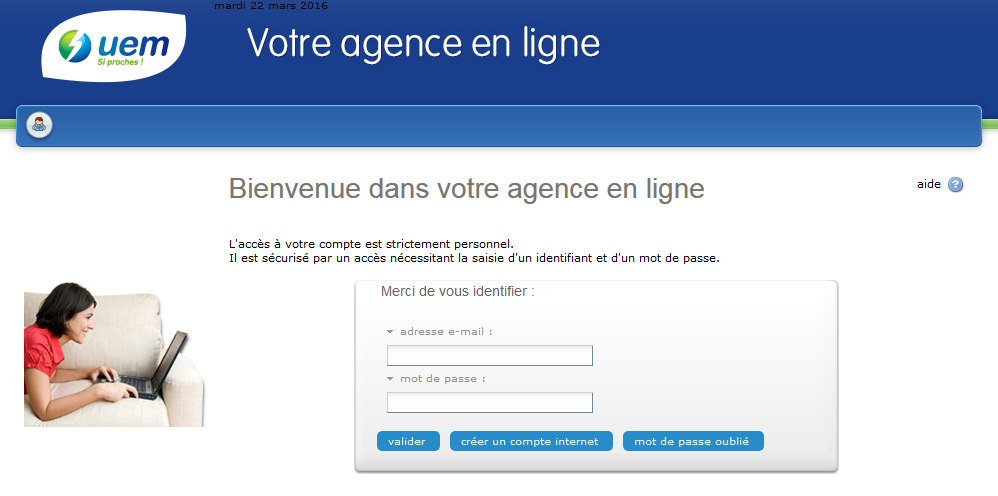 mardi 22 mars 2016
uem
Si proches !
Votre agence en ligne
Bienvenue dans votre agence en ligne
aide ?
L'accès à votre compte est strictement personnel.
Il est sécurisé par un accès nécessitant la saisie d'un identifiant et d'un mot de passe.
Merci de vous identifier :
adresse e-mail :
mot de passe :
valider créer un compte internet mot de passe oublié